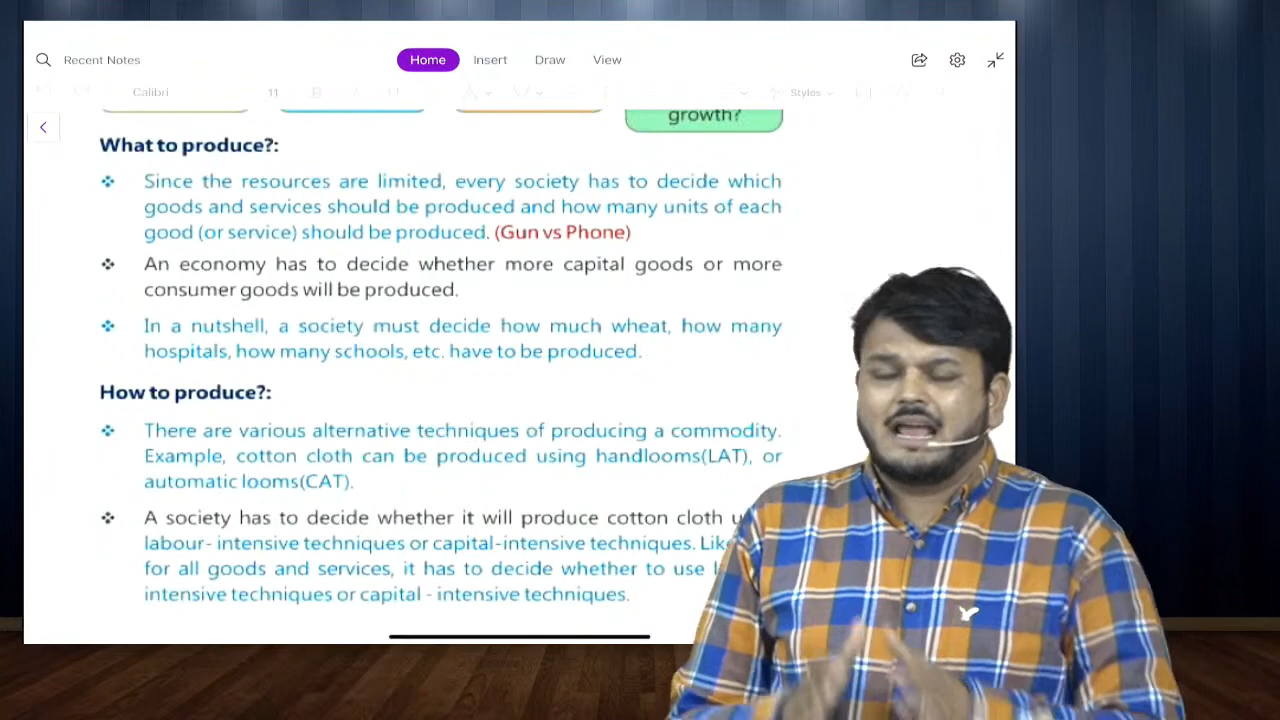 Recent Notes
Home
Insert
Draw
View
Calibri
11
Styles
growth?
What to produce?:
Since the resources are limited, every society has to decide which
goods and services should be produced and how many units of each
good (or service) should be produced. (Gun vs Phone)
An economy has to decide whether more capital goods or more
consumer goods will be produced.
In a nutshell, a society must decide how much wheat, how many
hospitals, how many schools, etc. have to be produced.
How to produce?:
There are various alternative techniques of producing a commodity.
Example, cotton cloth can be produced using handlooms(LAT), or
automatic looms(CAT).
A society has to decide whether it will produce cotton cloth
labour- intensive techniques or capital-intensive techniques.
for all goods and services, it has to decide whether to use
intensive techniques or capital - intensive techniques.